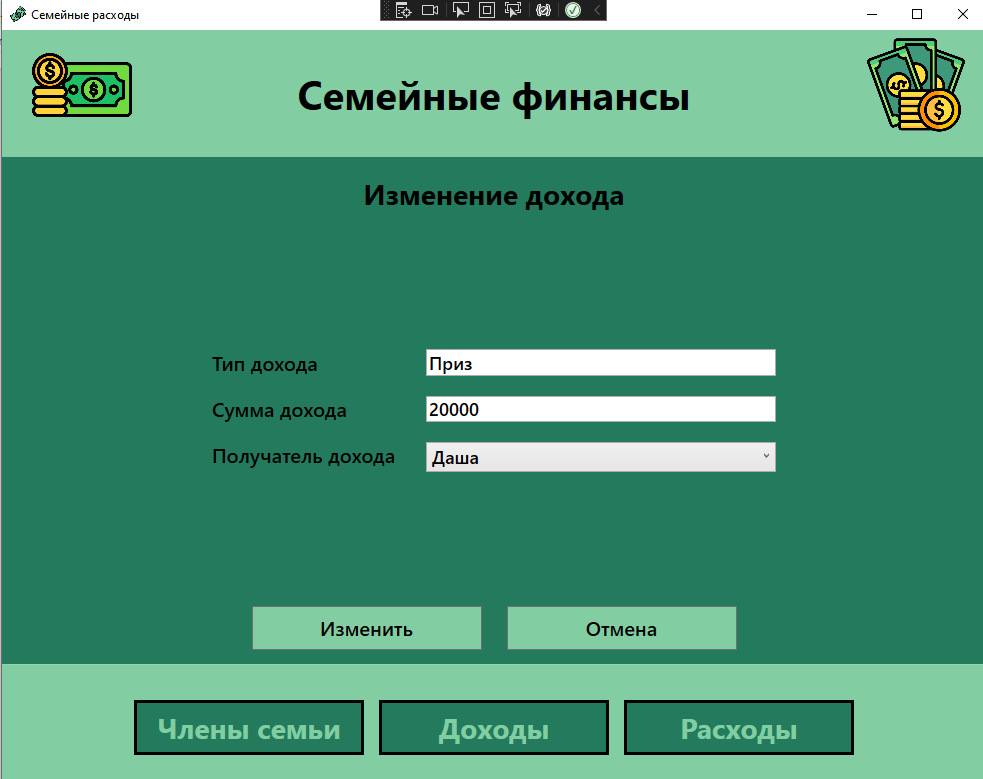 Семейные расходы
Семейные финансы
Изменение дохода
Тип дохода Приз
Сумма дохода 20000
Получатель дохода Даша
Изменить Отмена
Члены семьи Доходы Расходы